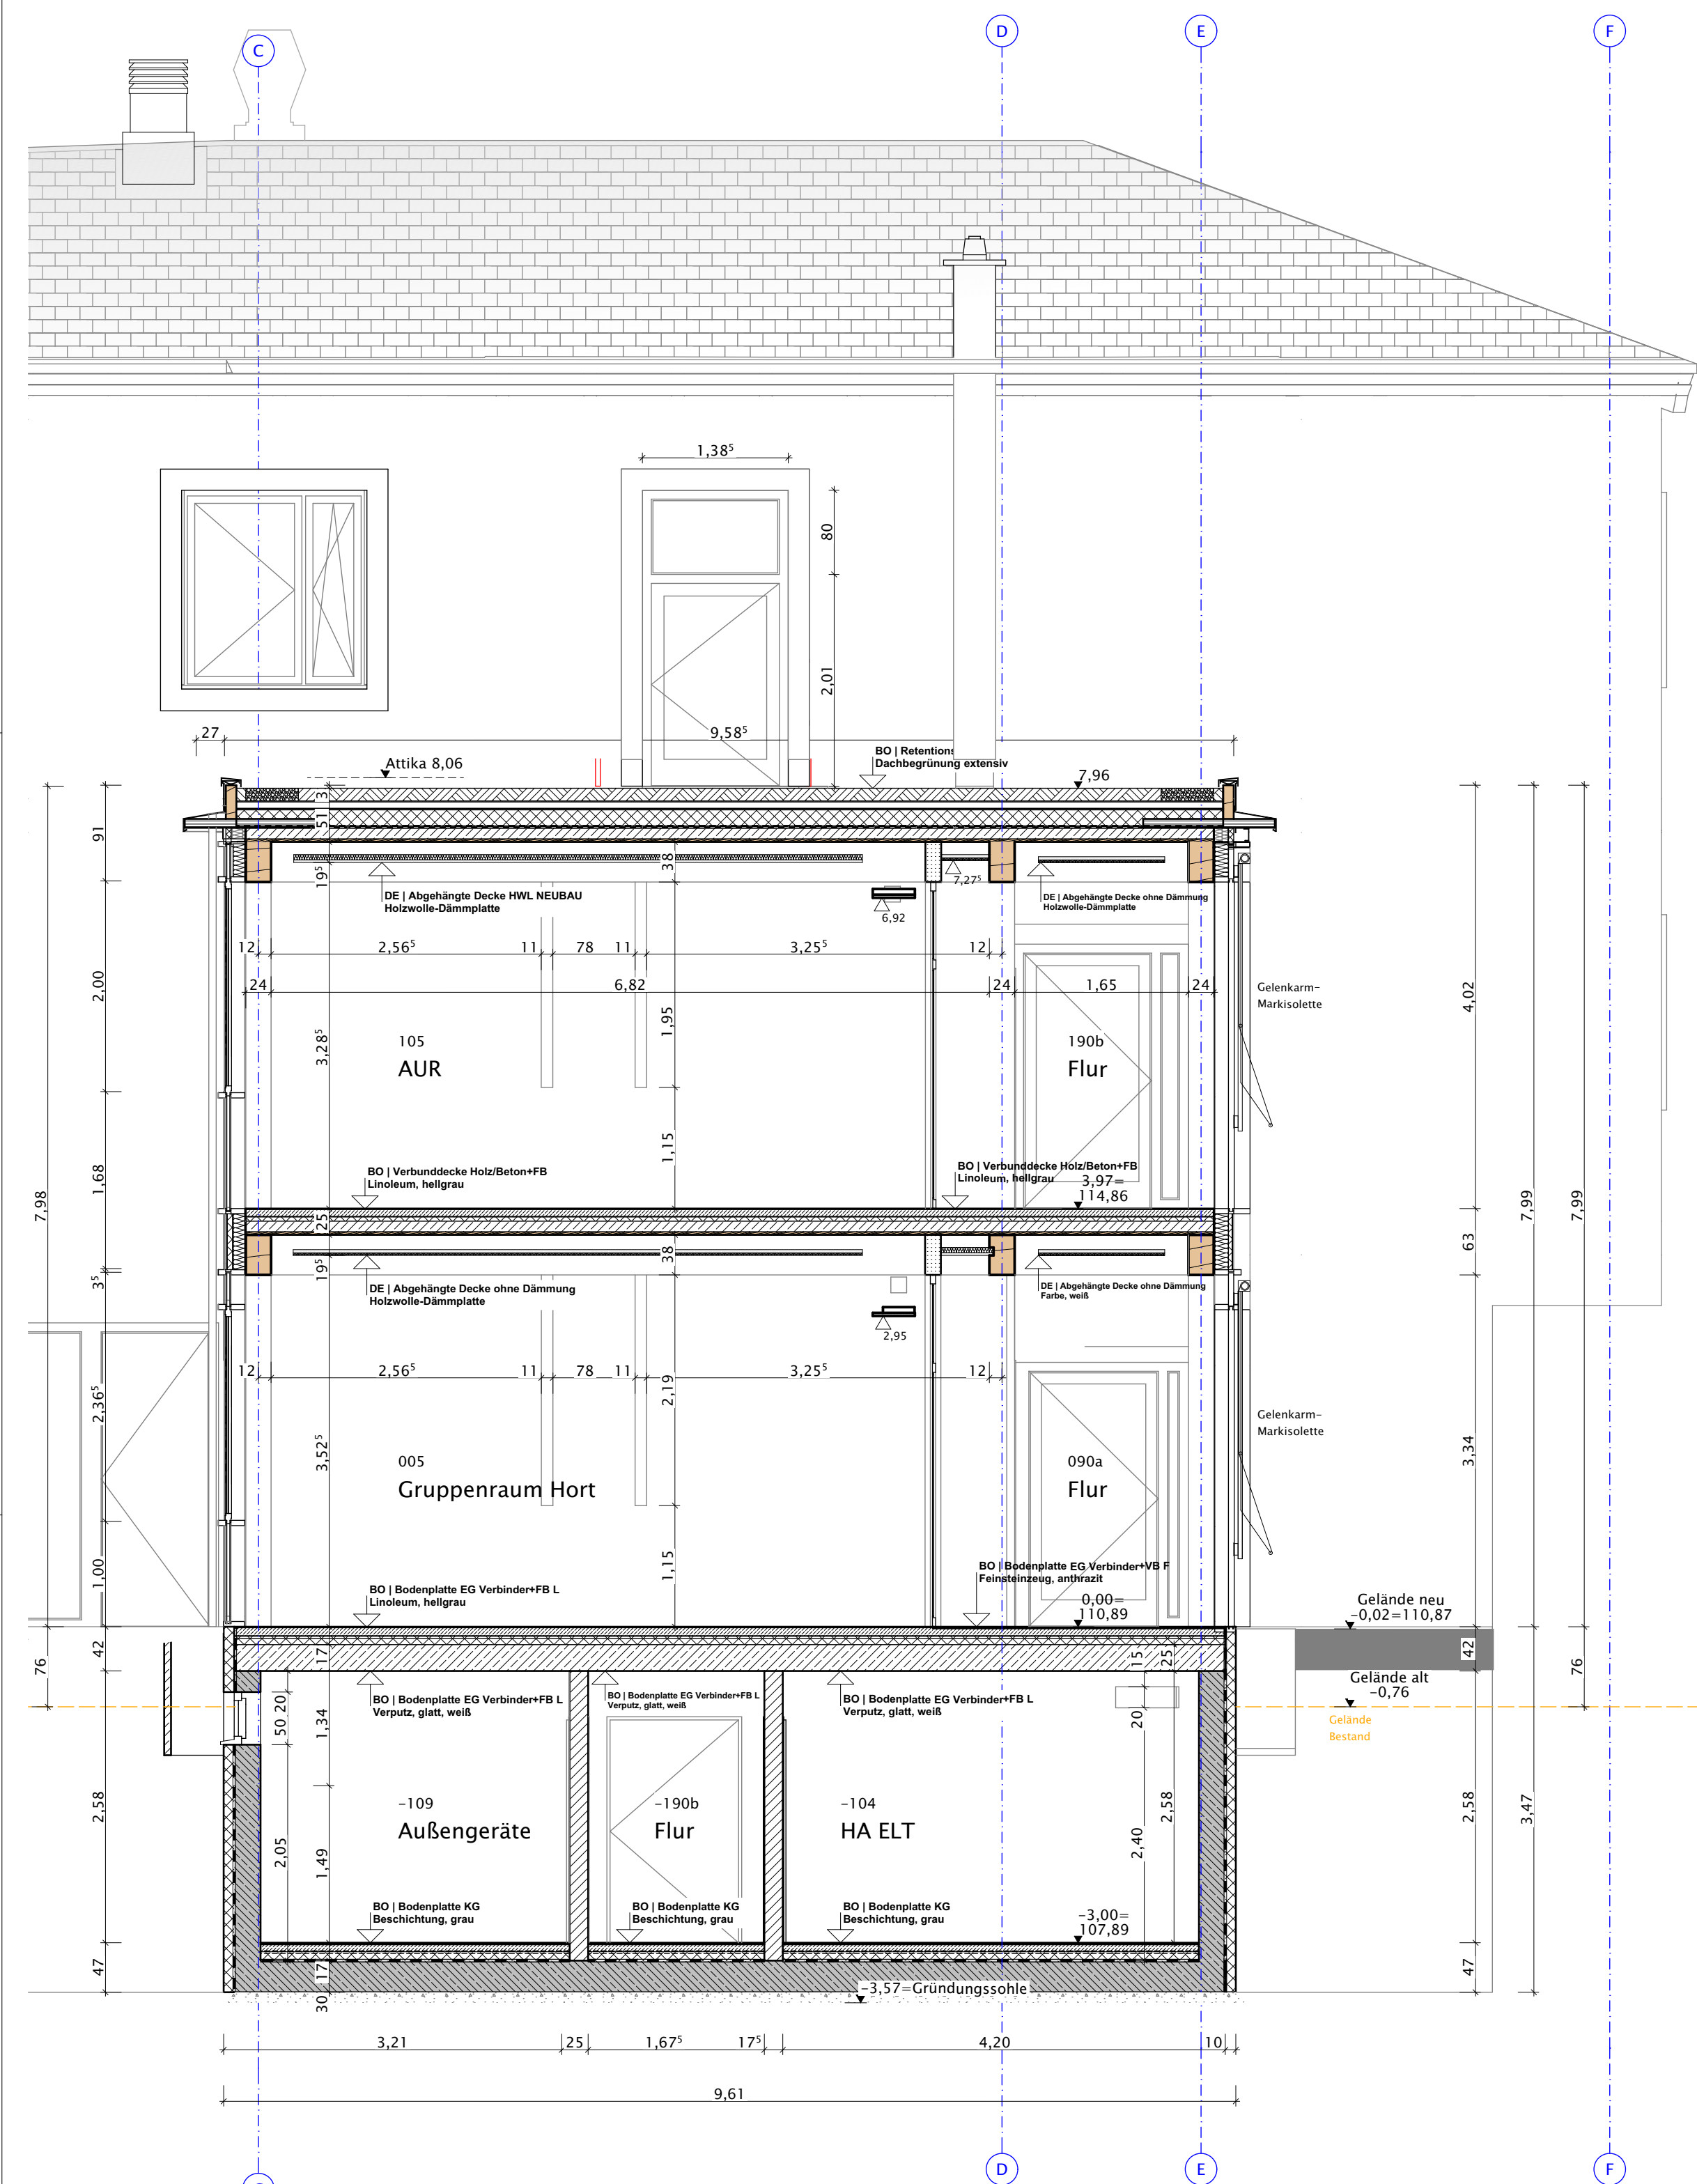 C
D
E
F
1,38⁵
80
2,01
27
9,58⁵
Attika 8,06
BO | Retentions
Dachbegrünung extensiv
7,96
91
13
51
19⁵
38
DE | Abgehängte Decke HWL NEUBAU
Holzwolle-Dämmplatte
7,27⁵
6,92
DE | Abgehängte Decke ohne Dämmung
Holzwolle-Dämmplatte
12
2,56⁵
11
78
11
3,25⁵
12
24
6,82
24
1,65
24
Gelenkarm-
Markisolette
2,00
4,02
1,95
3,28⁵
105
AUR
190b
Flur
1,15
1,68
7,98
7,99
7,99
BO | Verbunddecke Holz/Beton+FB
Linoleum, hellgrau
BO | Verbunddecke Holz/Beton+FB
Linoleum, hellgrau
3,97=
114,86
25
63
35
19⁵
38
DE | Abgehängte Decke ohne Dämmung
Holzwolle-Dämmplatte
DE | Abgehängte Decke ohne Dämmung
Farbe, weiß
2,95
12
2,56⁵
11
78
11
3,25⁵
12
2,36⁵
2,19
Gelenkarm-
Markisolette
3,52⁵
3,34
005
Gruppenraum Hort
090a
Flur
1,00
1,15
BO | Bodenplatte EG Verbinder+FB L
Linoleum, hellgrau
BO | Bodenplatte EG Verbinder+VB F
Feinsteinzeug, anthrazit
0,00=
110,89
Gelände neu
-0,02=110,87
42
17
15
25
42
76
76
Gelände alt
-0,76
Gelände
Bestand
BO | Bodenplatte EG Verbinder+FB L
Verputz, glatt, weiß
BO | Bodenplatte EG Verbinder+FB L
Verputz, glatt, weiß
BO | Bodenplatte EG Verbinder+FB L
Verputz, glatt, weiß
20
50
1,34
20
2,58
2,05
1,49
2,40
2,58
2,58
3,47
-109
Außengeräte
-190b
Flur
-104
HA ELT
BO | Bodenplatte KG
Beschichtung, grau
BO | Bodenplatte KG
Beschichtung, grau
BO | Bodenplatte KG
Beschichtung, grau
-3,00=
107,89
47
17
30
47
-3,57=Gründungssohle
3,21
25
1,67⁵
17⁵
4,20
10
9,61
D
E
F